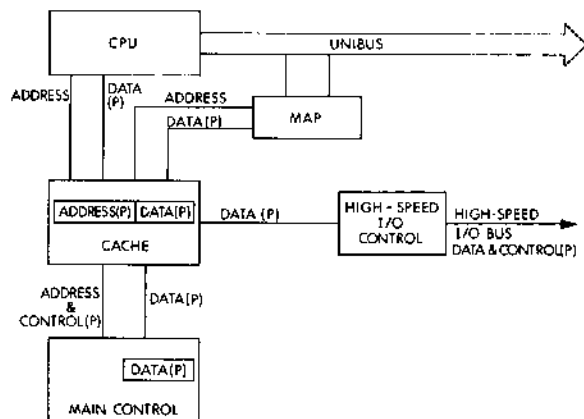 CPU
UNIBUS
ADDRESS
DATA
(P)
ADDRESS
DATA(P)
MAP
ADDRESS(P) DATA(P)
CACHE
DATA (P)
HIGH-SPEED
I/O
CONTROL
HIGH-SPEED
I/O BUS
DATA & CONTROL(P)
ADDRESS
&
CONTROL(P)
DATA(P)
DATA(P)
MAIN CONTROL